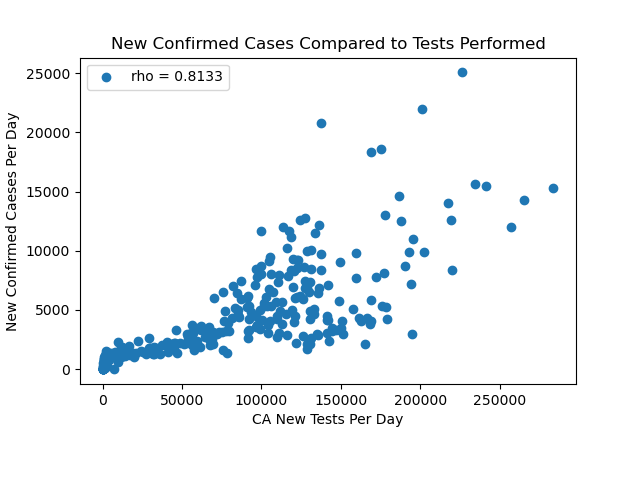 New Confirmed Cases Compared to Tests Performed
rho = 0.8133
New Confirmed Caeses Per Day
25000
20000
15000
10000
5000
0
0 50000 100000 150000 200000 250000
CA New Tests Per Day